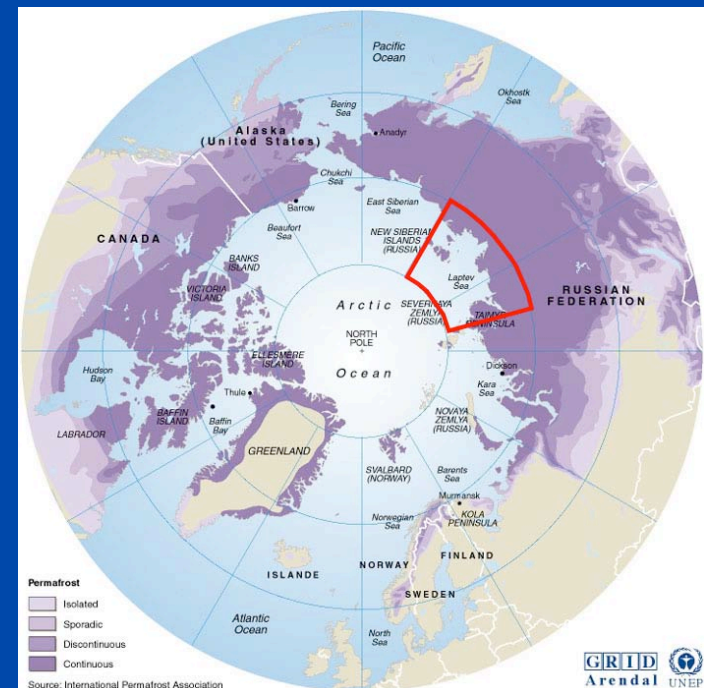 Pacific
Ocean
Okhostk
Sea
Bering
Sea
Alaska
(United States)
Anadyr
Chukchi
Sea
Barrow
East Siberian
Sea
Beaufort
Sea
NEW SIBERIAN
ISLANDS
(RUSSIA)
CANADA
BANKS
ISLAND
VICTORIA
ISLAND
Laptev
Sea
RUSSIAN
FEDERATION
SEVERNAYA
ZEMLYA
(RUSSIA)
TAIMYR
PENINSULA
Arctic
NORTH
POLE
Ocean
ELLESMERE
ISLAND
Dickson
Kara
Sea
Hudson
Bay
Thule
BAFFIN
ISLAND
Baffin
Bay
NOVAYA
ZEMLYA
(RUSSIA)
LABRADOR
GREENLAND
SVALBARD
(NORWAY)
Barents
Sea
Murmansk
KOLA
PENINSULA
Norwegian
Sea
FINLAND
NORWAY
ISLANDE
SWEDEN
Atlantic
Ocean
North
Sea
Permafrost
Isolated
Sporadic
Discontinuous
Continuous
Source: International Permafrost Association
GRID
Arendal
UNEP